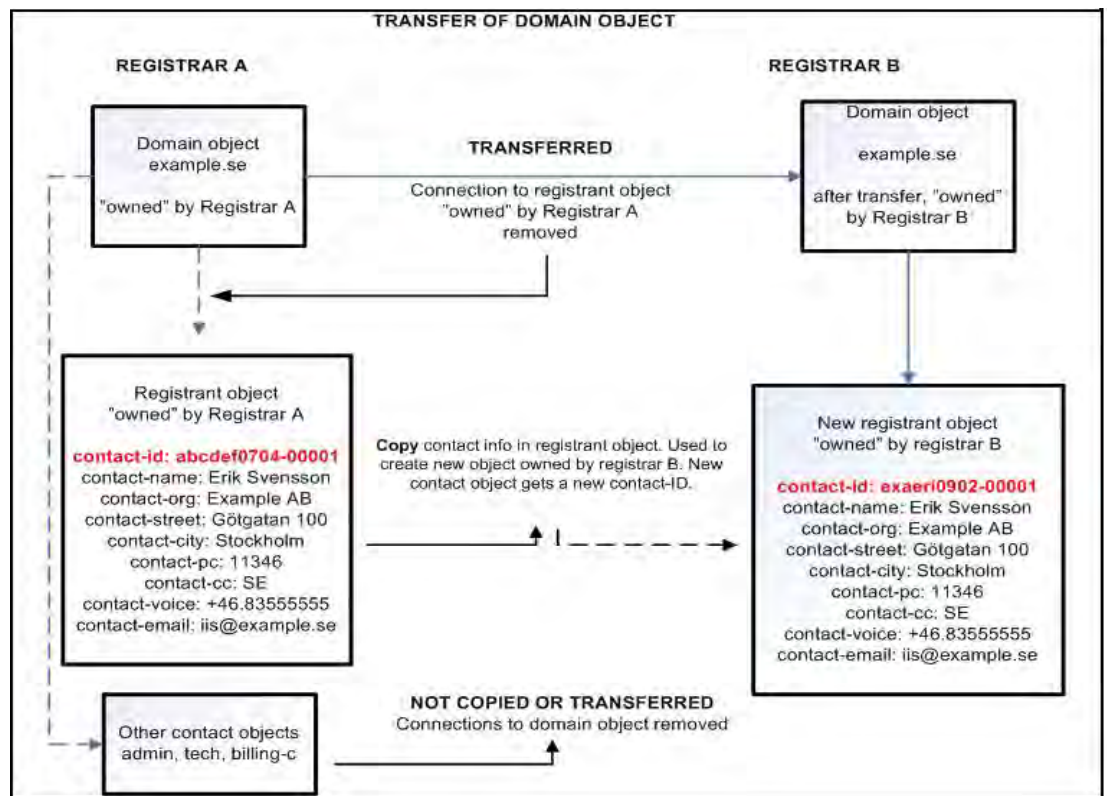 TRANSFER OF DOMAIN OBJECT
REGISTRAR A
REGISTRAR B
Domain object
example.se
"owned" by Registrar A
TRANSFERRED
Connection to registrant object
"owned" by Registrar A
removed
Domain object
example.se
after transfer, "owned"
by Registrar B
Registrant object
"owned" by Registrar A
contact-id: abcdef0704-00001
contact-name: Erik Svensson
contact-org: Example AB
contact-street: Götgatan 100
contact-city: Stockholm
contact-pc: 11346
contact-cc: SE
contact-voice: +46.83555555
contact-email: iis@example.se
Copy contact info in registrant object. Used to
create new object owned by registrar B. New
contact object gets a new contact-ID.
New registrant object
"owned" by registrar B
contact-id: exaeri0902-00001
contact-name: Erik Svensson
contact-org: Example AB
contact-street: Götgatan 100
contact-city: Stockholm
contact-pc: 11346
contact-cc: SE
contact-voice: +46.83555555
contact-email: iis@example.se
Other contact objects
admin, tech, billing-c
NOT COPIED OR TRANSFERRED
Connections to domain object removed